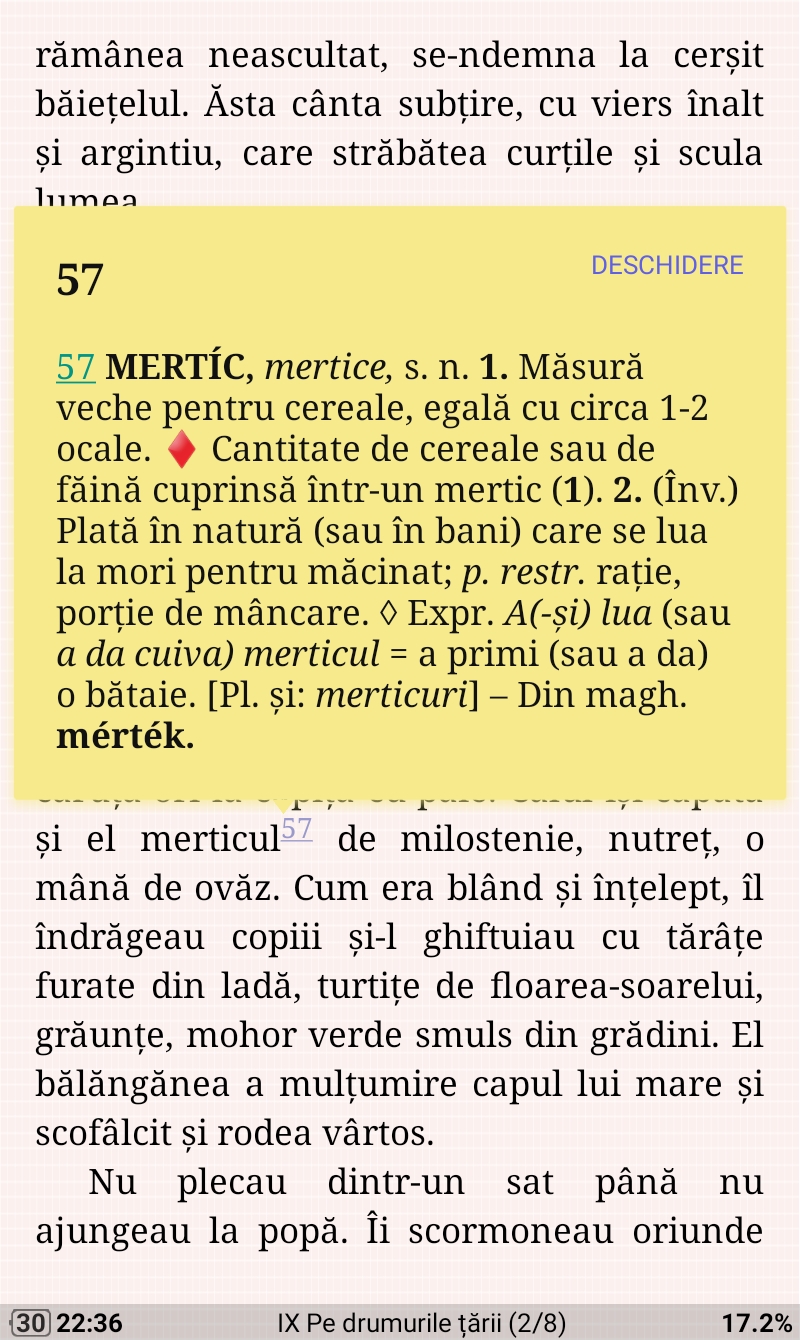 rămânea neascultat, se-ndemna la cerșit
băiețelul. Ăsta cânta subțire, cu viers înalt
și argintiu, care străbătea curțile și scula
lumea
57
DESCHIDERE
57 MERTÍC, mertice, s. n. 1. Măsură
veche pentru cereale, egală cu circa 1-2
ocale. ♦ Cantitate de cereale sau de
făină cuprinsă într-un mertic (1). 2. (Înv.)
Plată în natură (sau în bani) care se lua
la mori pentru măcinat; p. restr. rație,
porție de mâncare. ◊ Expr. A(-și) lua (sau
a da cuiva) merticul = a primi (sau a da)
o bătaie. [Pl. și: merticuri] – Din magh.
mérték.
și el merticul57 de milostenie, nutreț, o
mână de ovăz. Cum era blând și înțelept, îl
îndrăgeau copiii și-l ghiftuiau cu tărâțe
furate din ladă, turtițe de floarea-soarelui,
grăunțe, mohor verde smuls din grădini. El
bălăngănea a mulțumire capul lui mare și
scofâlcit și rodea vârtos.
Nu plecau dintr-un sat până nu
ajungeau la popă. Îi scormoneau oriunde
30 22:36 IX Pe drumurile țării (2/8) 17.2%